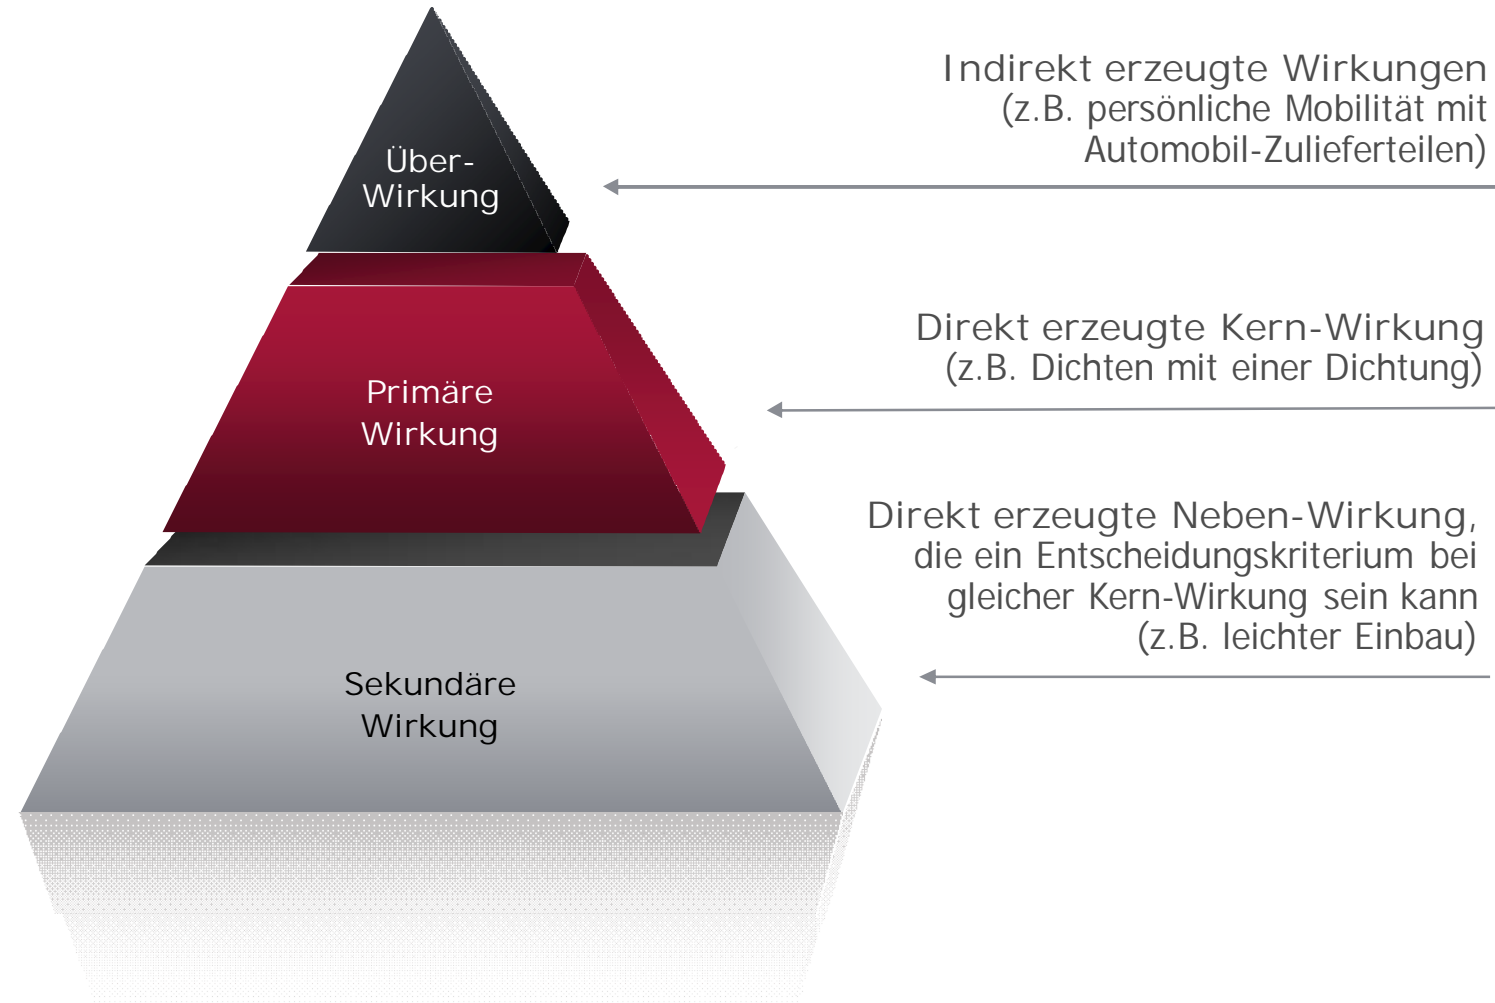 Über-
Wirkung
Indirekt erzeugte Wirkungen
(z.B. persönliche Mobilität mit
Automobil-Zulieferteilen)
Primäre
Wirkung
Direkt erzeugte Kern-Wirkung
(z.B. Dichten mit einer Dichtung)
Sekundäre
Wirkung
Direkt erzeugte Neben-Wirkung,
die ein Entscheidungskriterium bei
gleicher Kern-Wirkung sein kann
(z.B. leichter Einbau)